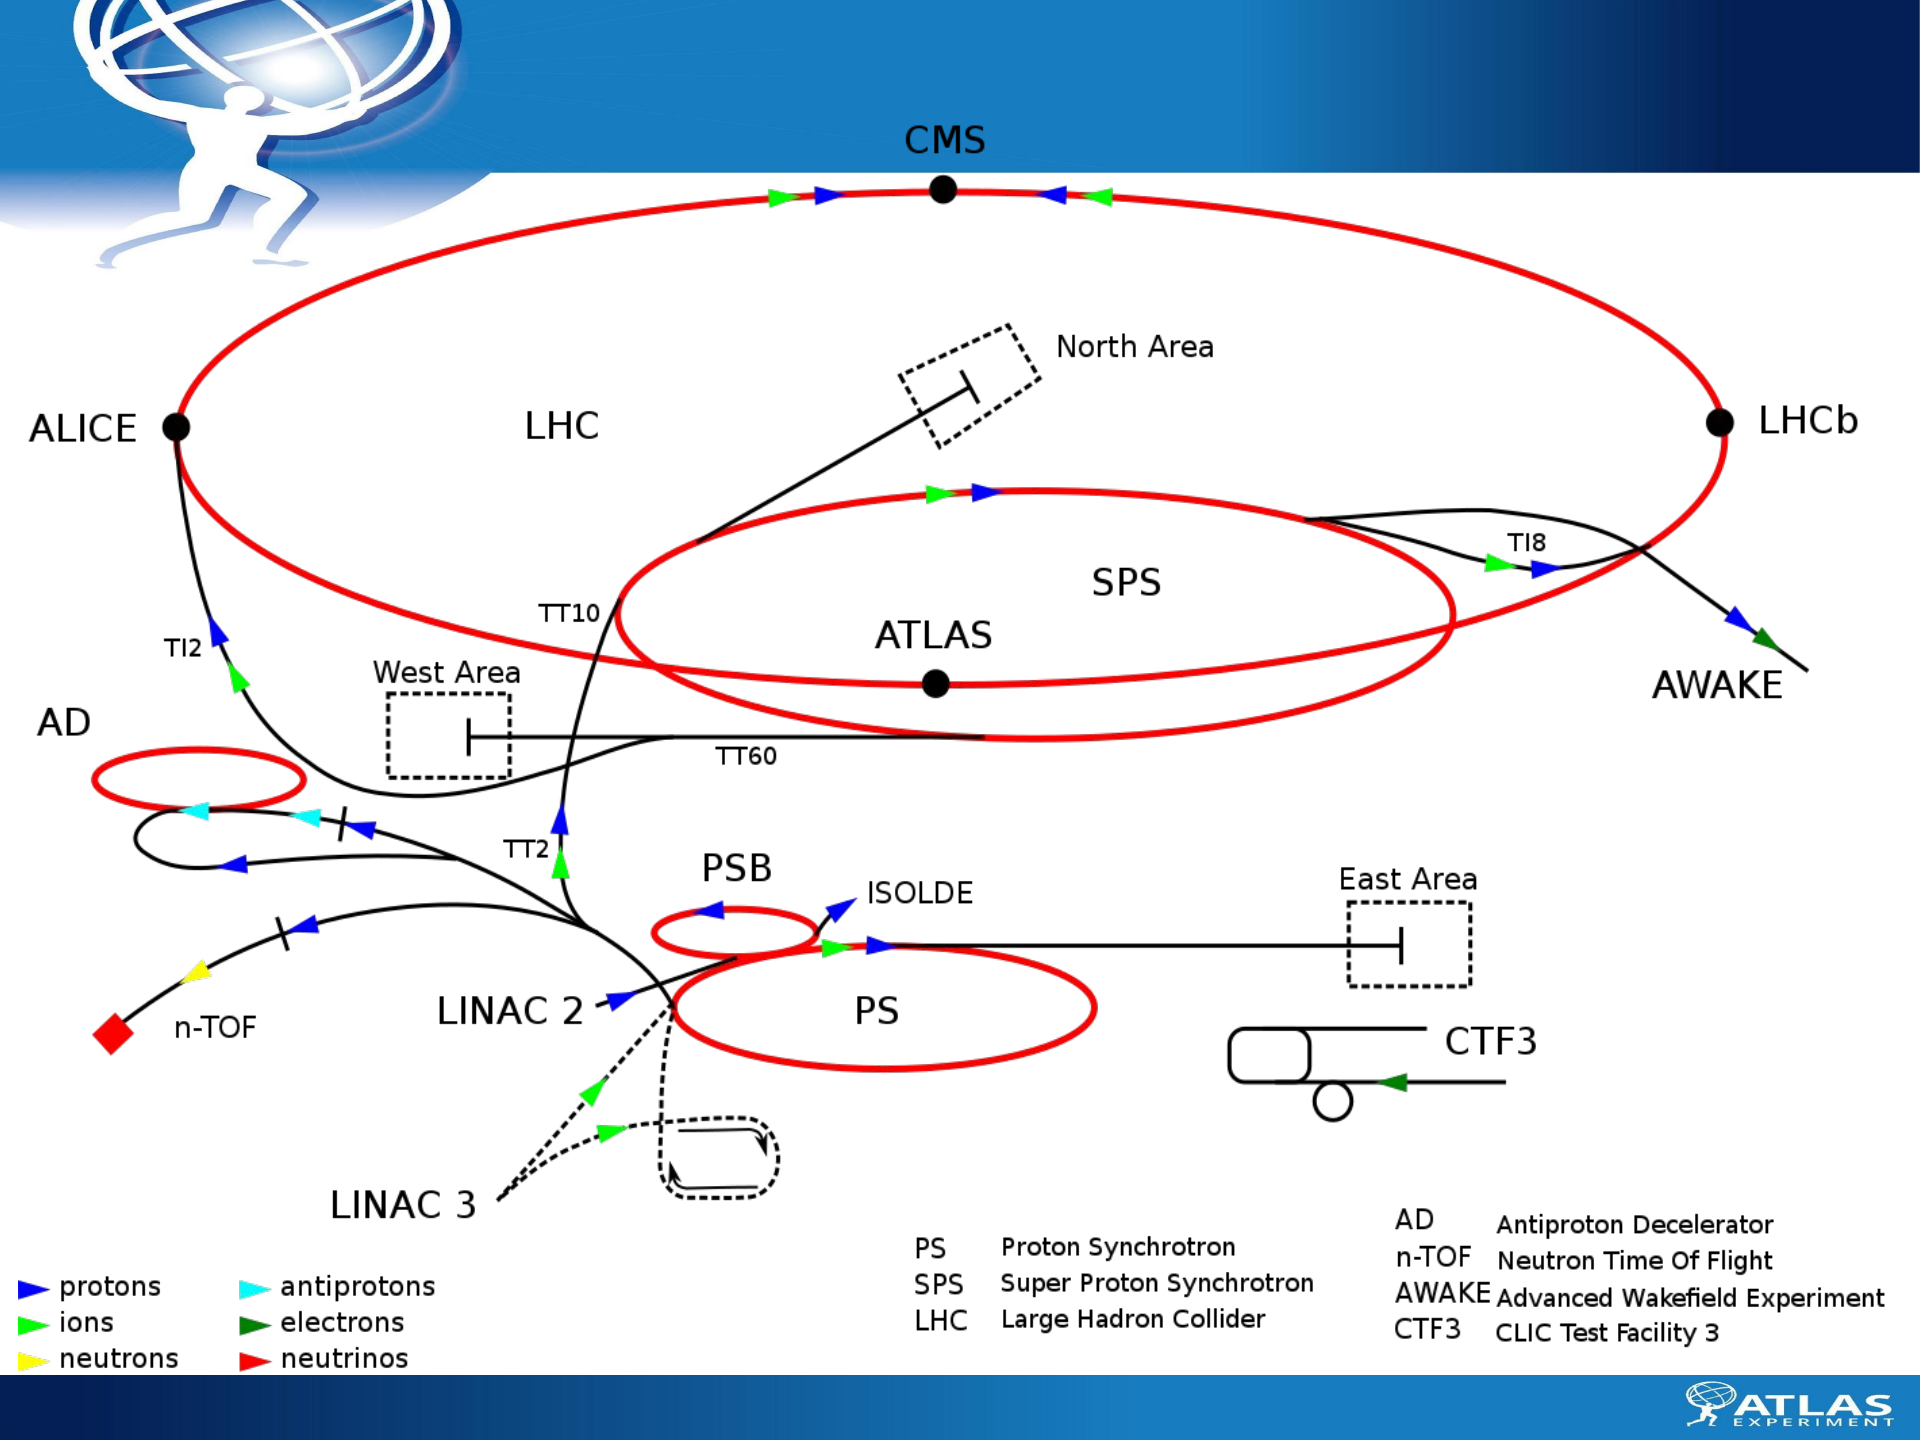 CMS
North Area
ALICE
LHC
LHCb
TI8
SPS
TT10
ATLAS
TI2
West Area
AWAKE
AD
TT60
TT2
PSB
ISOLDE
East Area
LINAC 2
PS
n-TOF
CTF3
LINAC 3
PS Proton Synchrotron
SPS Super Proton Synchrotron
LHC Large Hadron Collider
AD Antiproton Decelerator
n-TOF Neutron Time Of Flight
AWAKE Advanced Wakefield Experiment
CTF3 CLIC Test Facility 3
protons
ions
neutrons
antiprotons
electrons
neutrinos
ATLAS
EXPERIMENT